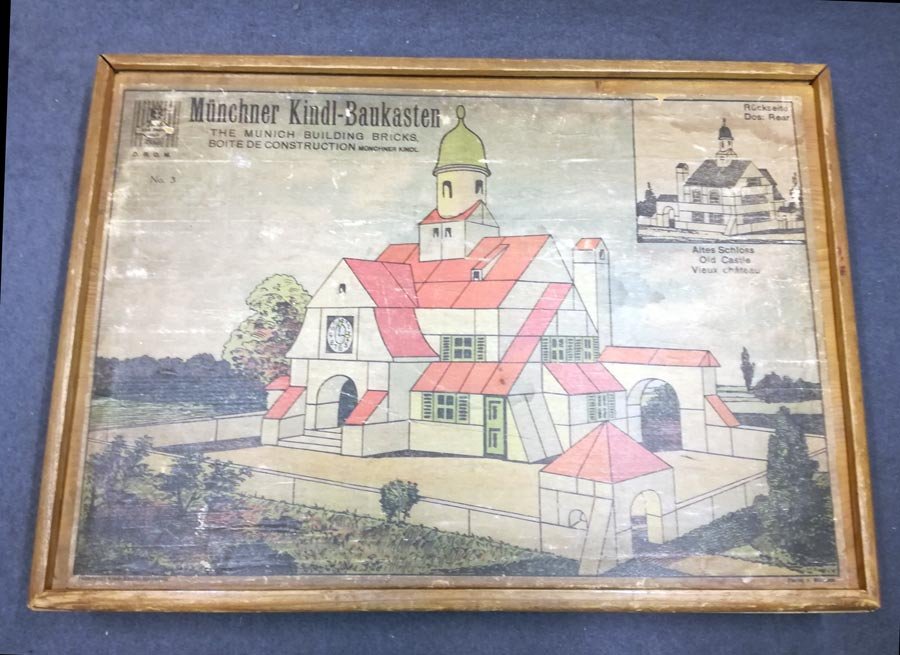 Münchner Kindl-Baukasten
THE MUNICH BUILDING BRICKS.
BOITE DE CONSTRUCTION MÜNCHNER KINDL.
D. R. G. M.
No. 3
Rückseite
Dos: Rear
Altes Schloss
Old Castle
Vieux château